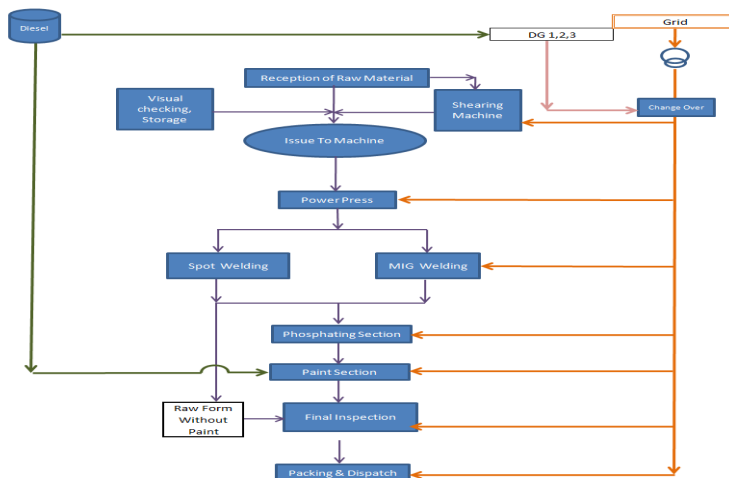 Diesel
Grid
DG 1,2,3
Reception of Raw Material
Visual
checking,
Storage
Shearing
Machine
Change Over
Issue To Machine
Power Press
Spot Welding
MIG Welding
Phosphating Section
Paint Section
Raw Form
Without
Paint
Final Inspection
Packing & Dispatch